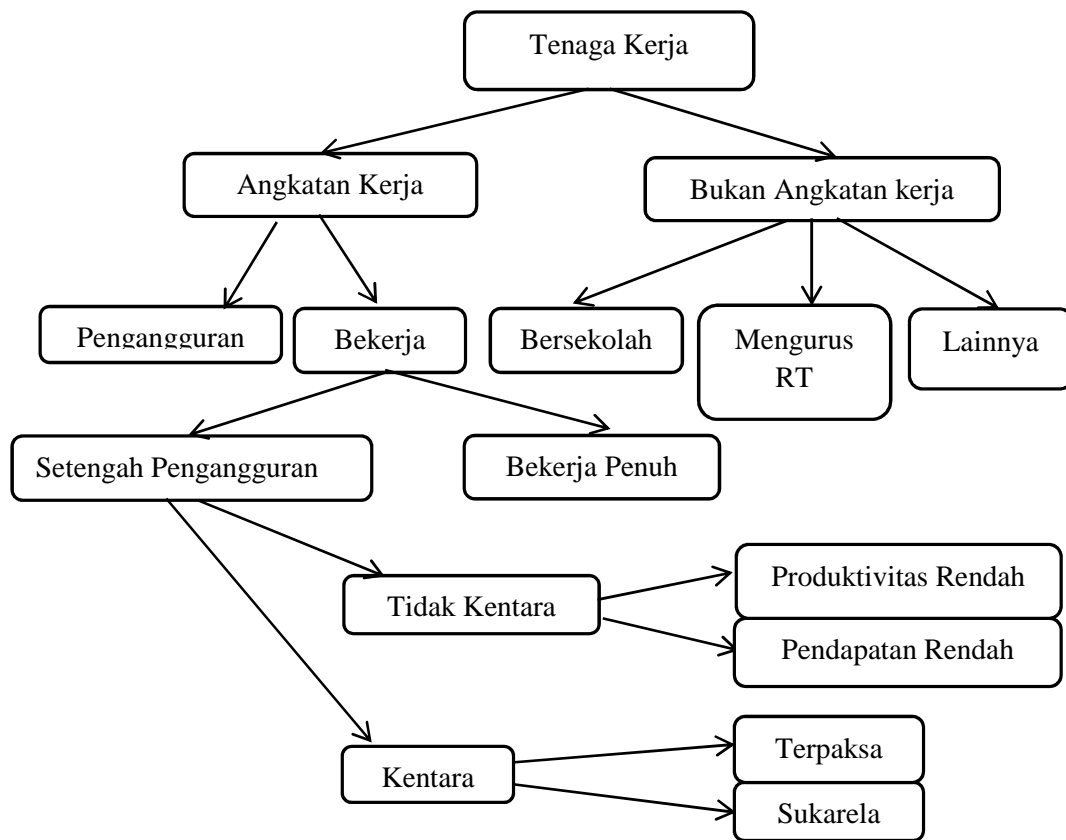 Tenaga Kerja
Angkatan Kerja
Bukan Angkatan kerja
Pengangguran
Bekerja
Bersekolah
Mengurus
RT
Lainnya
Setengah Pengangguran
Bekerja Penuh
Tidak Kentara
Produktivitas Rendah
Pendapatan Rendah
Kentara
Terpaksa
Sukarela